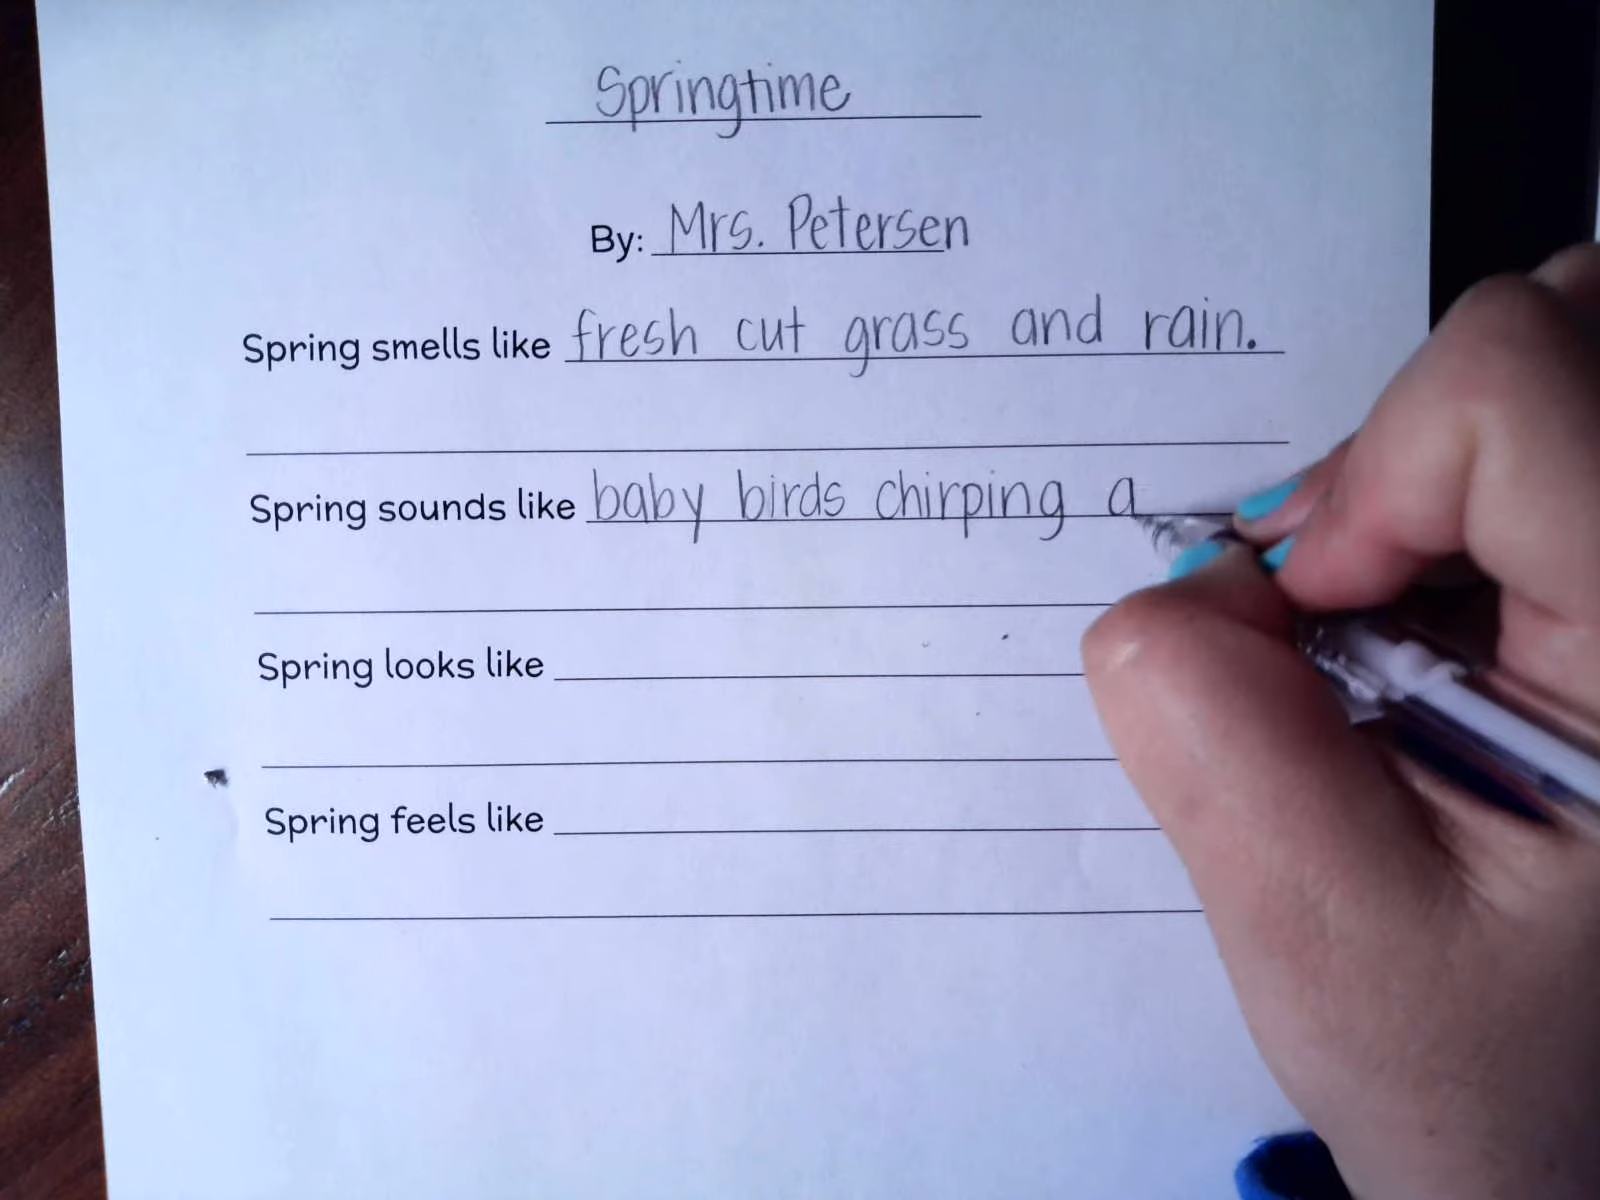 Springtime
By: Mrs. Petersen
Spring smells like fresh cut grass and rain.
Spring sounds like baby birds chirping a
Spring looks like
Spring feels like